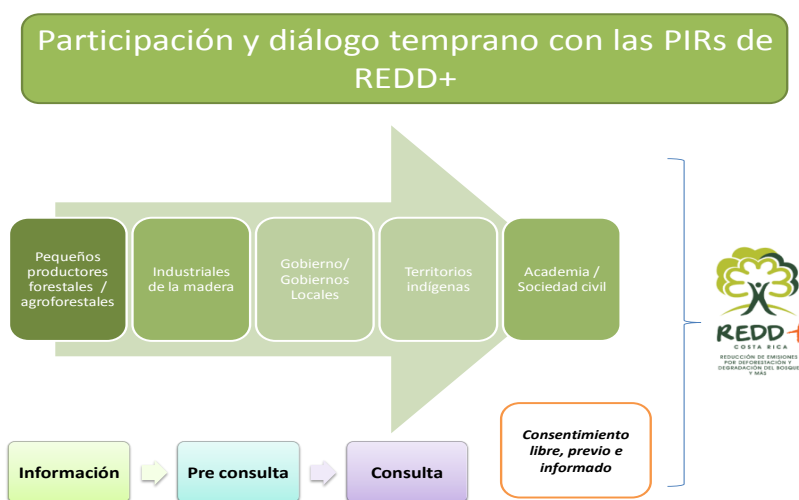 Participación y diálogo temprano con las PIRs de
REDD+
Pequeños
productores
forestales /
agroforestales
Industriales
de la madera
Gobierno/
Gobiernos
Locales
Territorios
indígenas
Academia /
Sociedad civil
REDD+
COSTA RICA
REDUCCIÓN DE EMISIONES
POR DEFORESTACIÓN Y
DEGRADACIÓN DEL BOSQUE
Y MÁS
Consentimiento
libre, previo e
informado
Información
Pre consulta
Consulta